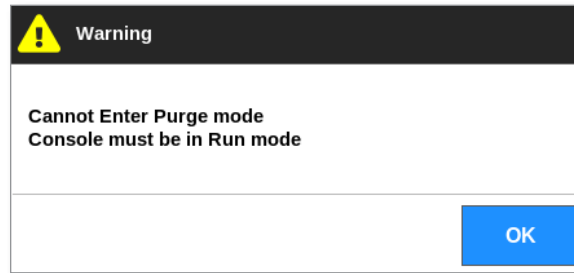 Warning
Cannot Enter Purge mode
Console must be in Run mode
OK